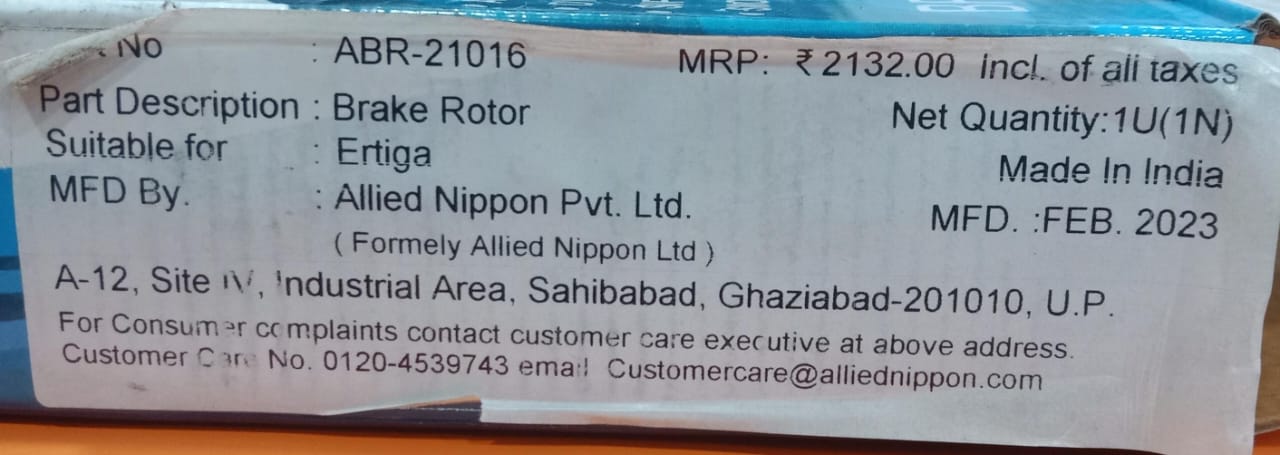 No : ABR-21016 MRP: ₹ 2132.00 incl. of all taxes
Part Description : Brake Rotor Net Quantity:1U(1N)
Suitable for : Ertiga Made In India
MFD By. : Allied Nippon Pvt. Ltd. MFD. :FEB. 2023
( Formely Allied Nippon Ltd )
A-12, Site IV, Industrial Area, Sahibabad, Ghaziabad-201010, U.P.
For Consumer complaints contact customer care executive at above address.
Customer Care No. 0120-4539743 email Customercare@alliednippon.com